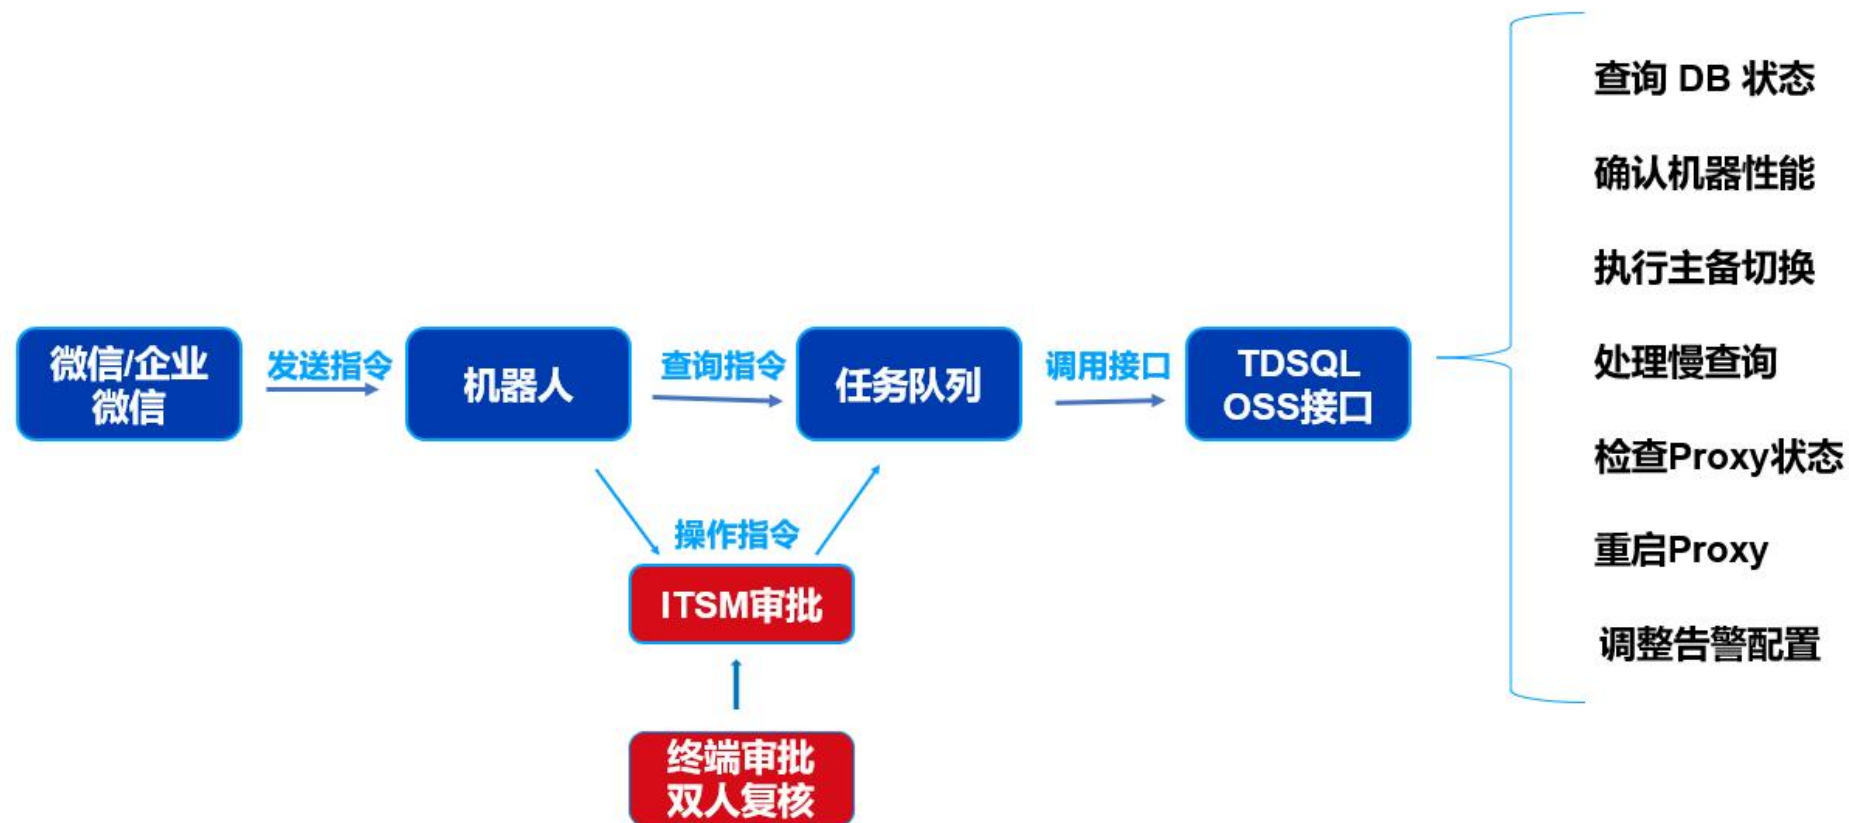 微信/企业
微信
发送指令
机器人
查询指令
任务队列
调用接口
TDSQL
OSS接口
操作指令
ITSM审批
终端审批
双人复核
查询 DB 状态
确认机器性能
执行主备切换
处理慢查询
检查Proxy状态
重启Proxy
调整告警配置